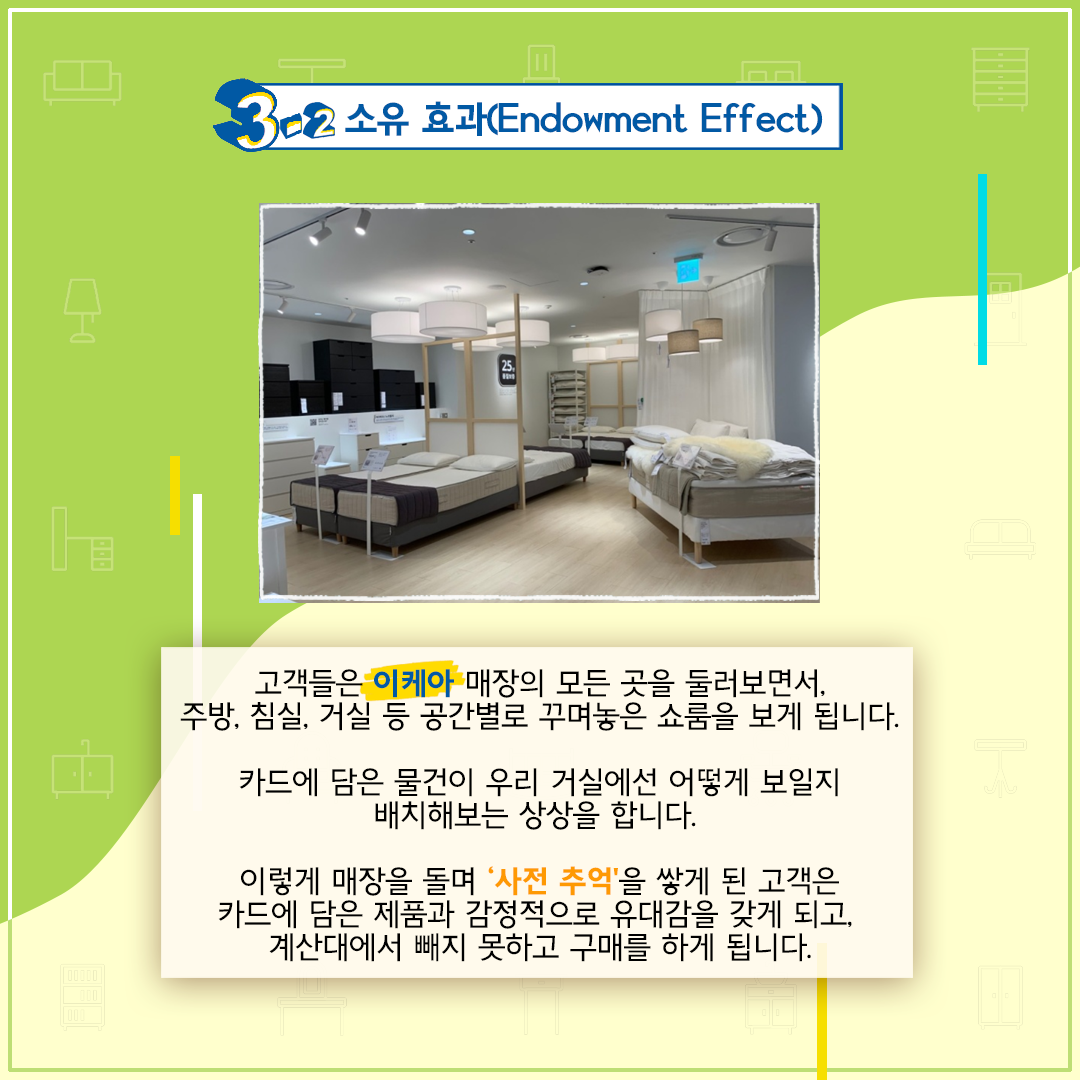 3-2 소유 효과(Endowment Effect)
25
고객들은 이케아 매장의 모든 곳을 둘러보면서,
주방, 침실, 거실 등 공간별로 꾸며놓은 쇼룸을 보게 됩니다.
카드에 담은 물건이 우리 거실에선 어떻게 보일지
배치해보는 상상을 합니다.
이렇게 매장을 돌며 ‘사전 추억'을 쌓게 된 고객은
카드에 담은 제품과 감정적으로 유대감을 갖게 되고,
계산대에서 빼지 못하고 구매를 하게 됩니다.